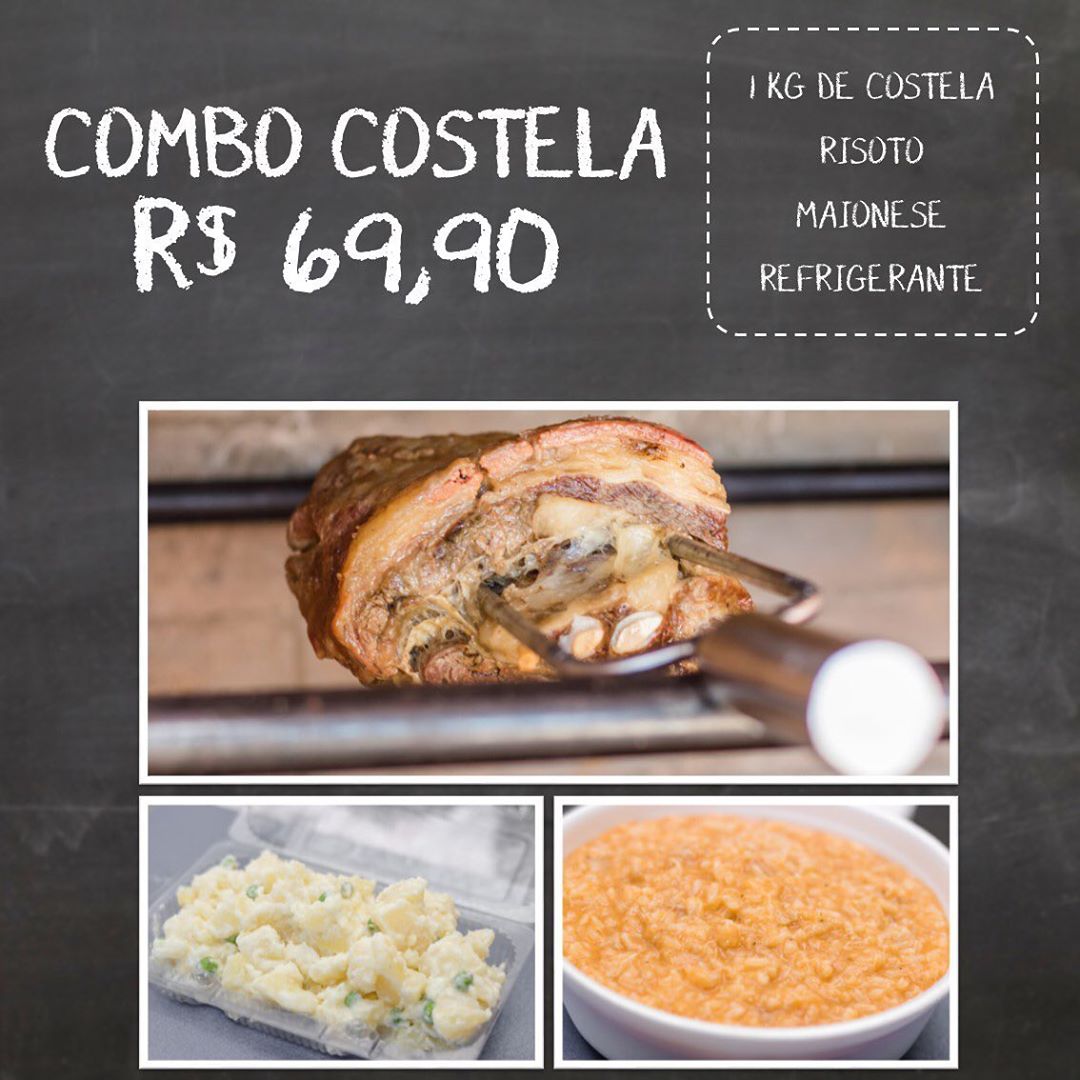 COMBO COSTELA
R$ 69,90
1 KG DE COSTELA
RISOTO
MAIONESE
REFRIGERANTE